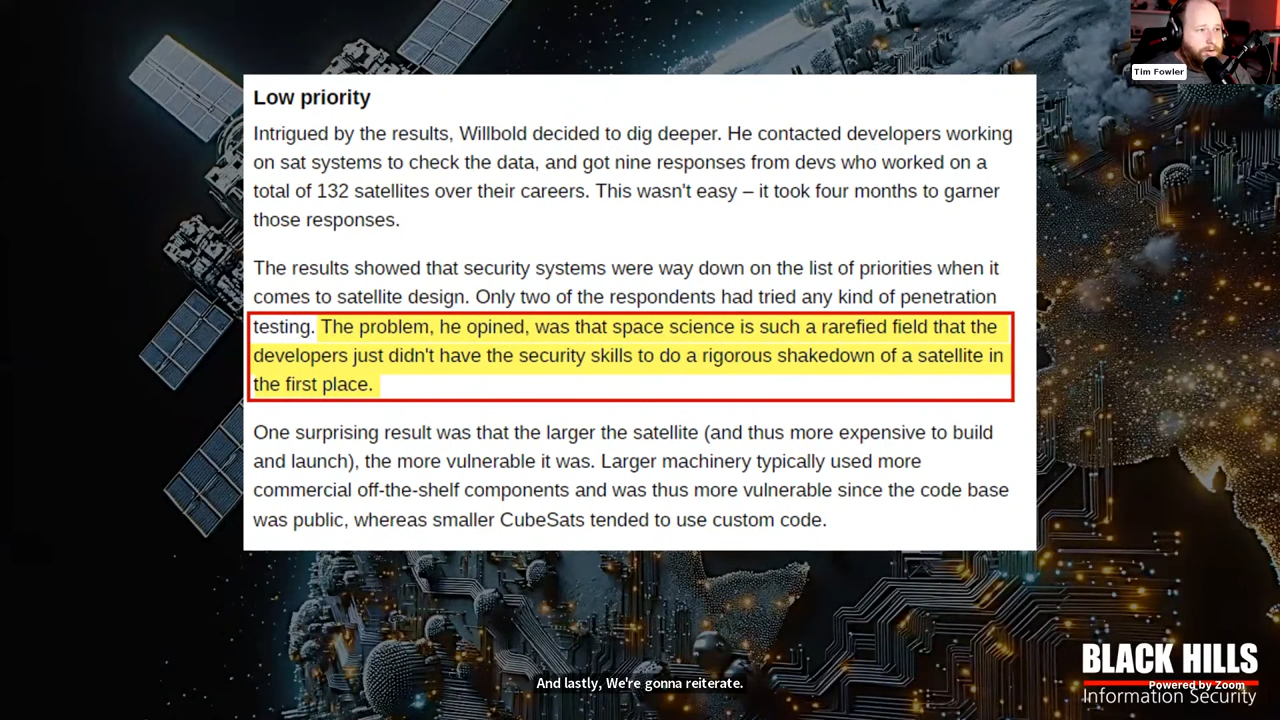 Tim Fowler
Low priority
Intrigued by the results, Willbold decided to dig deeper. He contacted developers working
on sat systems to check the data, and got nine responses from devs who worked on a
total of 132 satellites over their careers. This wasn't easy – it took four months to garner
those responses.
The results showed that security systems were way down on the list of priorities when it
comes to satellite design. Only two of the respondents had tried any kind of penetration
testing. The problem, he opined, was that space science is such a rarefied field that the
developers just didn't have the security skills to do a rigorous shakedown of a satellite in
the first place.
One surprising result was that the larger the satellite (and thus more expensive to build
and launch), the more vulnerable it was. Larger machinery typically used more
commercial off-the-shelf components and was thus more vulnerable since the code base
was public, whereas smaller CubeSats tended to use custom code.
BLACK HILLS
Information Security
Powered by Zoom
And lastly, We're gonna reiterate.